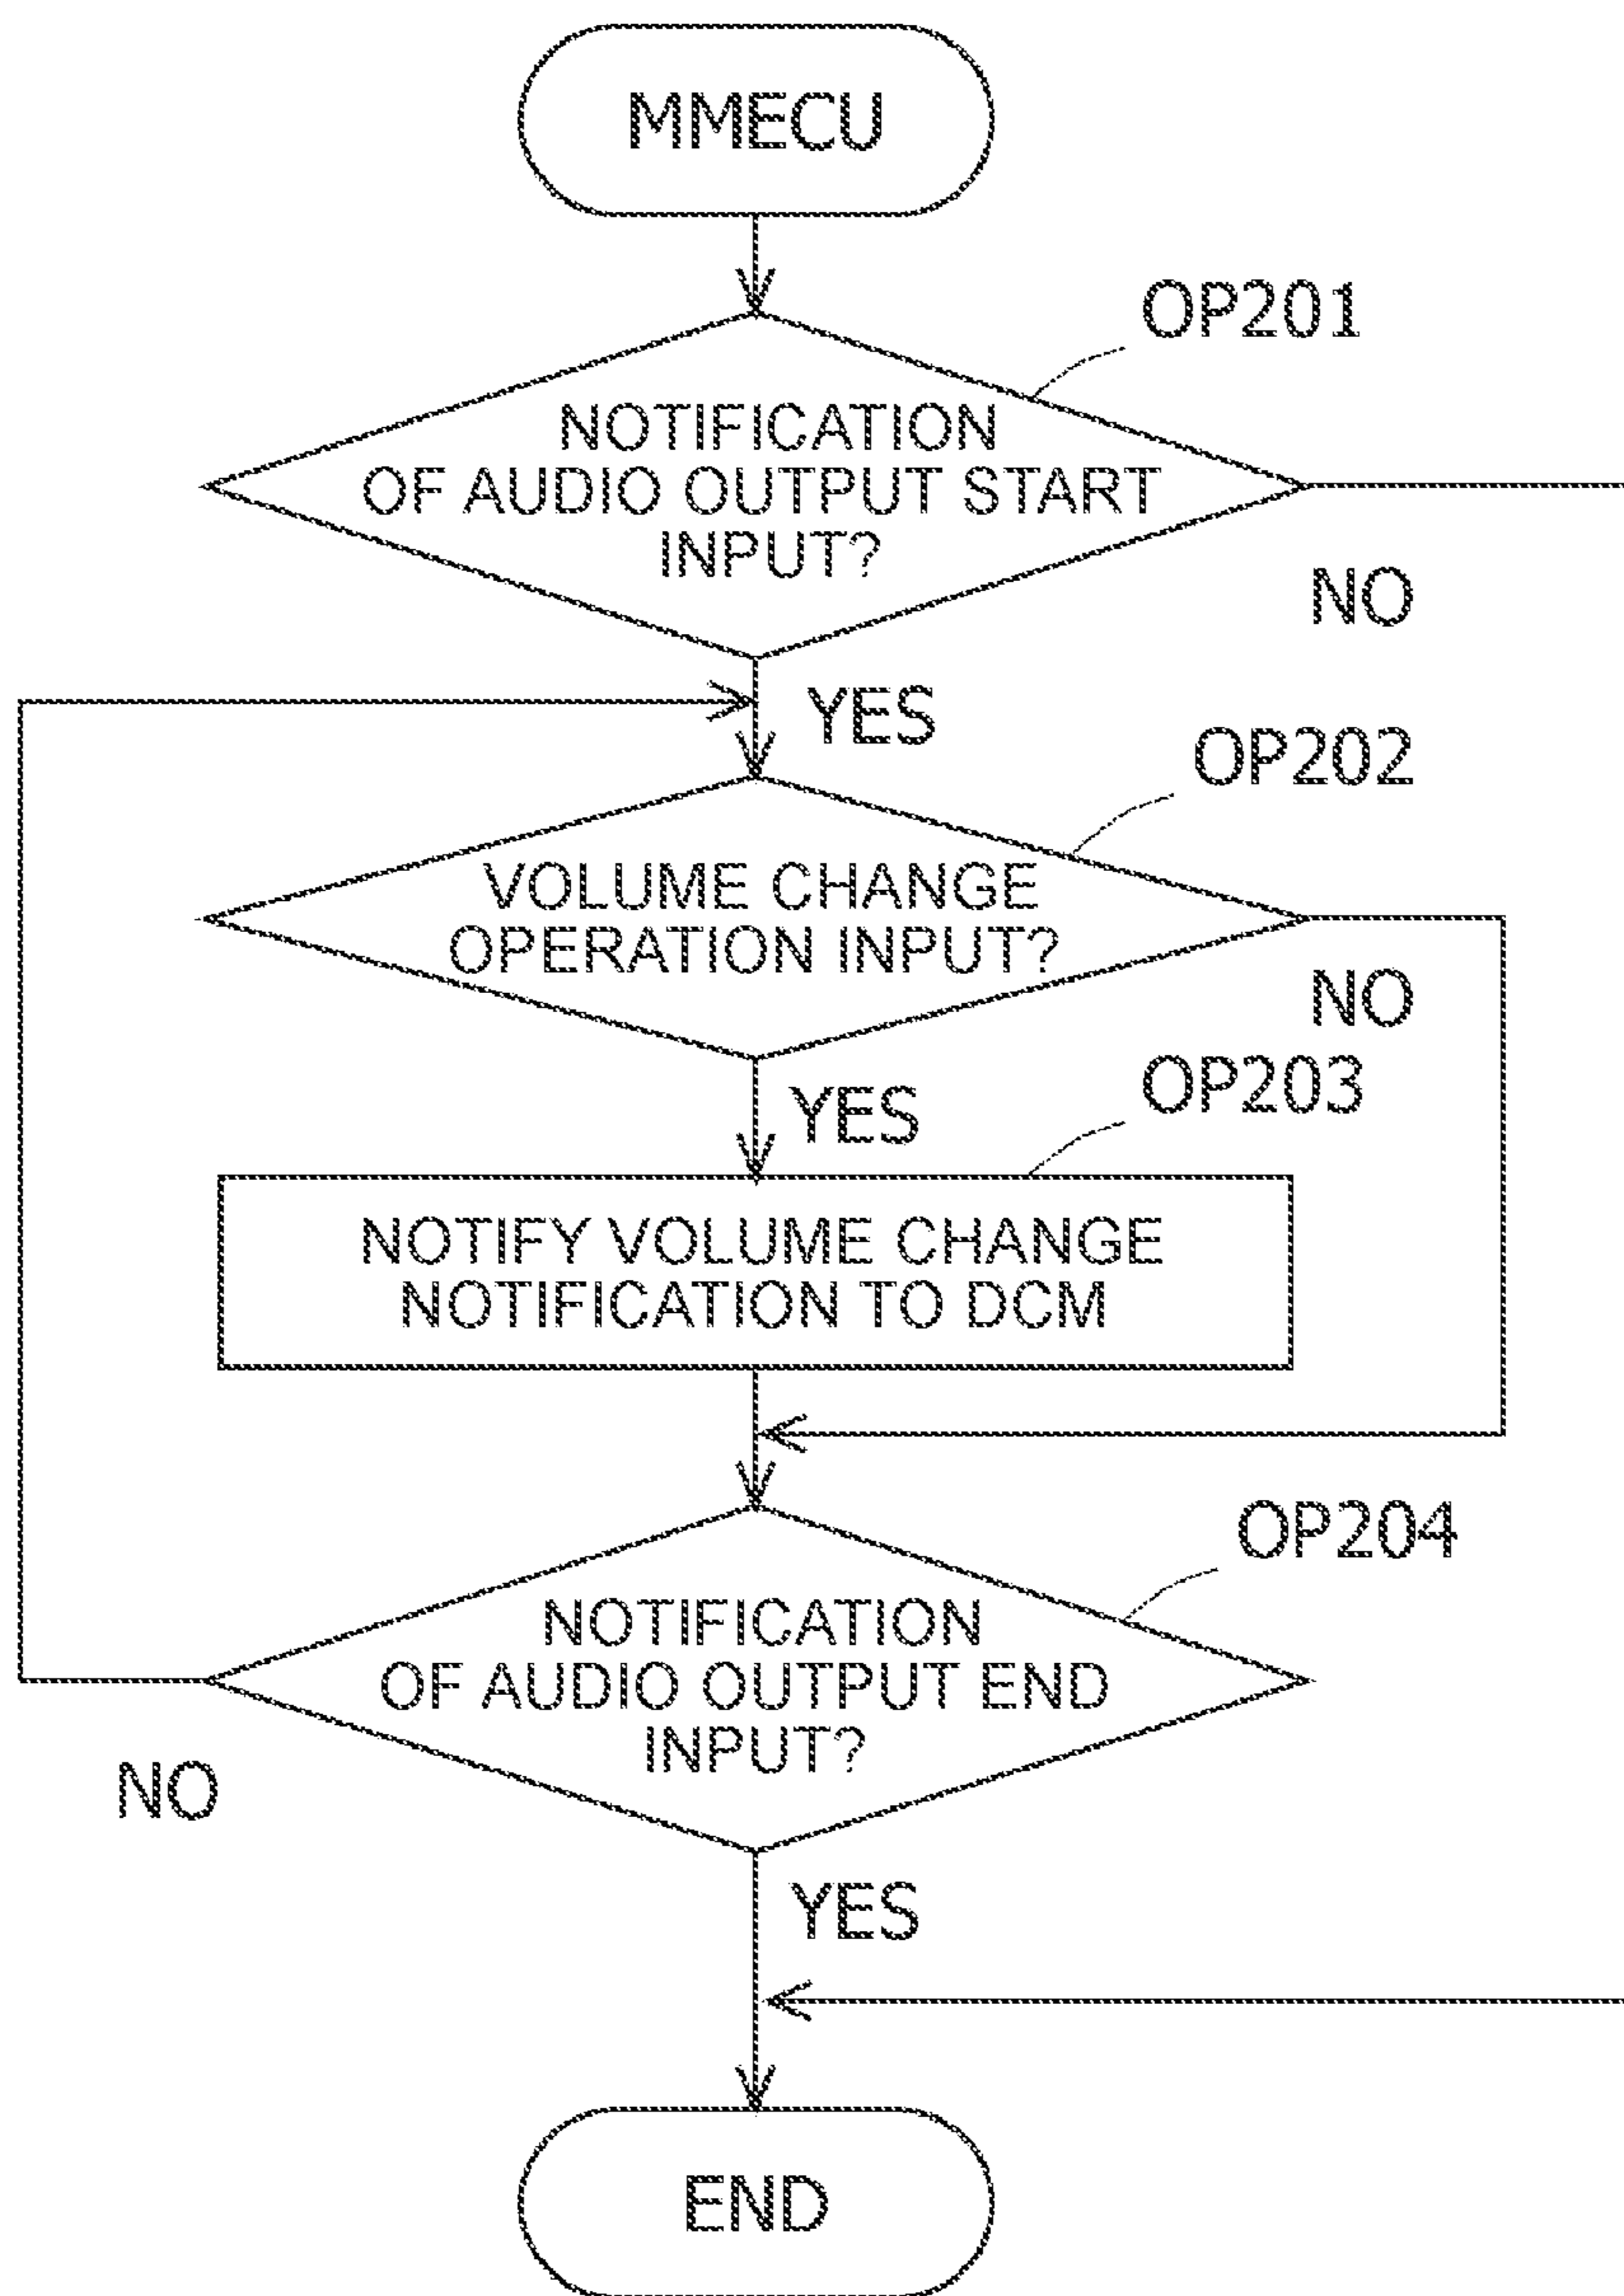 MMECU
OP201
NOTIFICATION
OF AUDIO OUTPUT START
INPUT?
NO
YES
OP202
VOLUME CHANGE
OPERATION INPUT?
NO
YES
OP203
NOTIFY VOLUME CHANGE
NOTIFICATION TO DCM
OP204
NOTIFICATION
OF AUDIO OUTPUT END
INPUT?
NO
YES
END